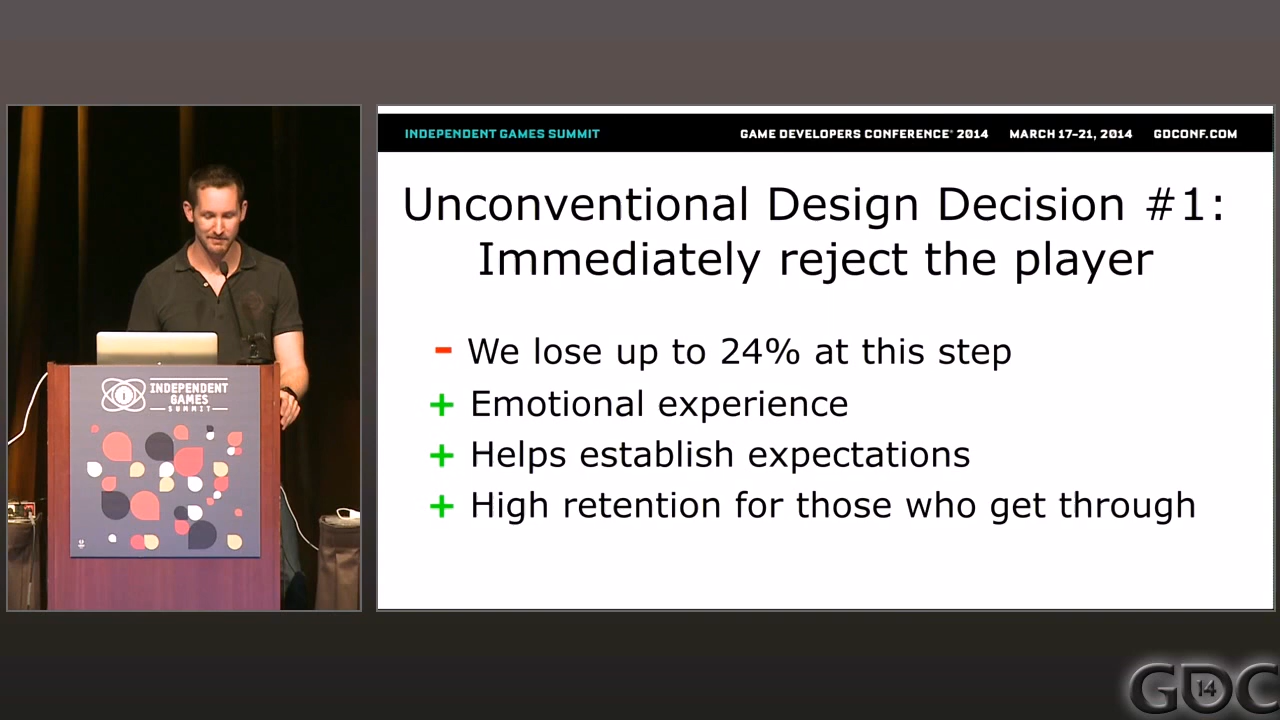 INDEPENDENT GAMES SUMMIT GAME DEVELOPERS CONFERENCE® 2014 MARCH 17-21, 2014 GDCONF.COM
Unconventional Design Decision #1:
Immediately reject the player
- We lose up to 24% at this step
+ Emotional experience
+ Helps establish expectations
+ High retention for those who get through
INDEPENDENT
GAMES
SUMMIT
GDC
14